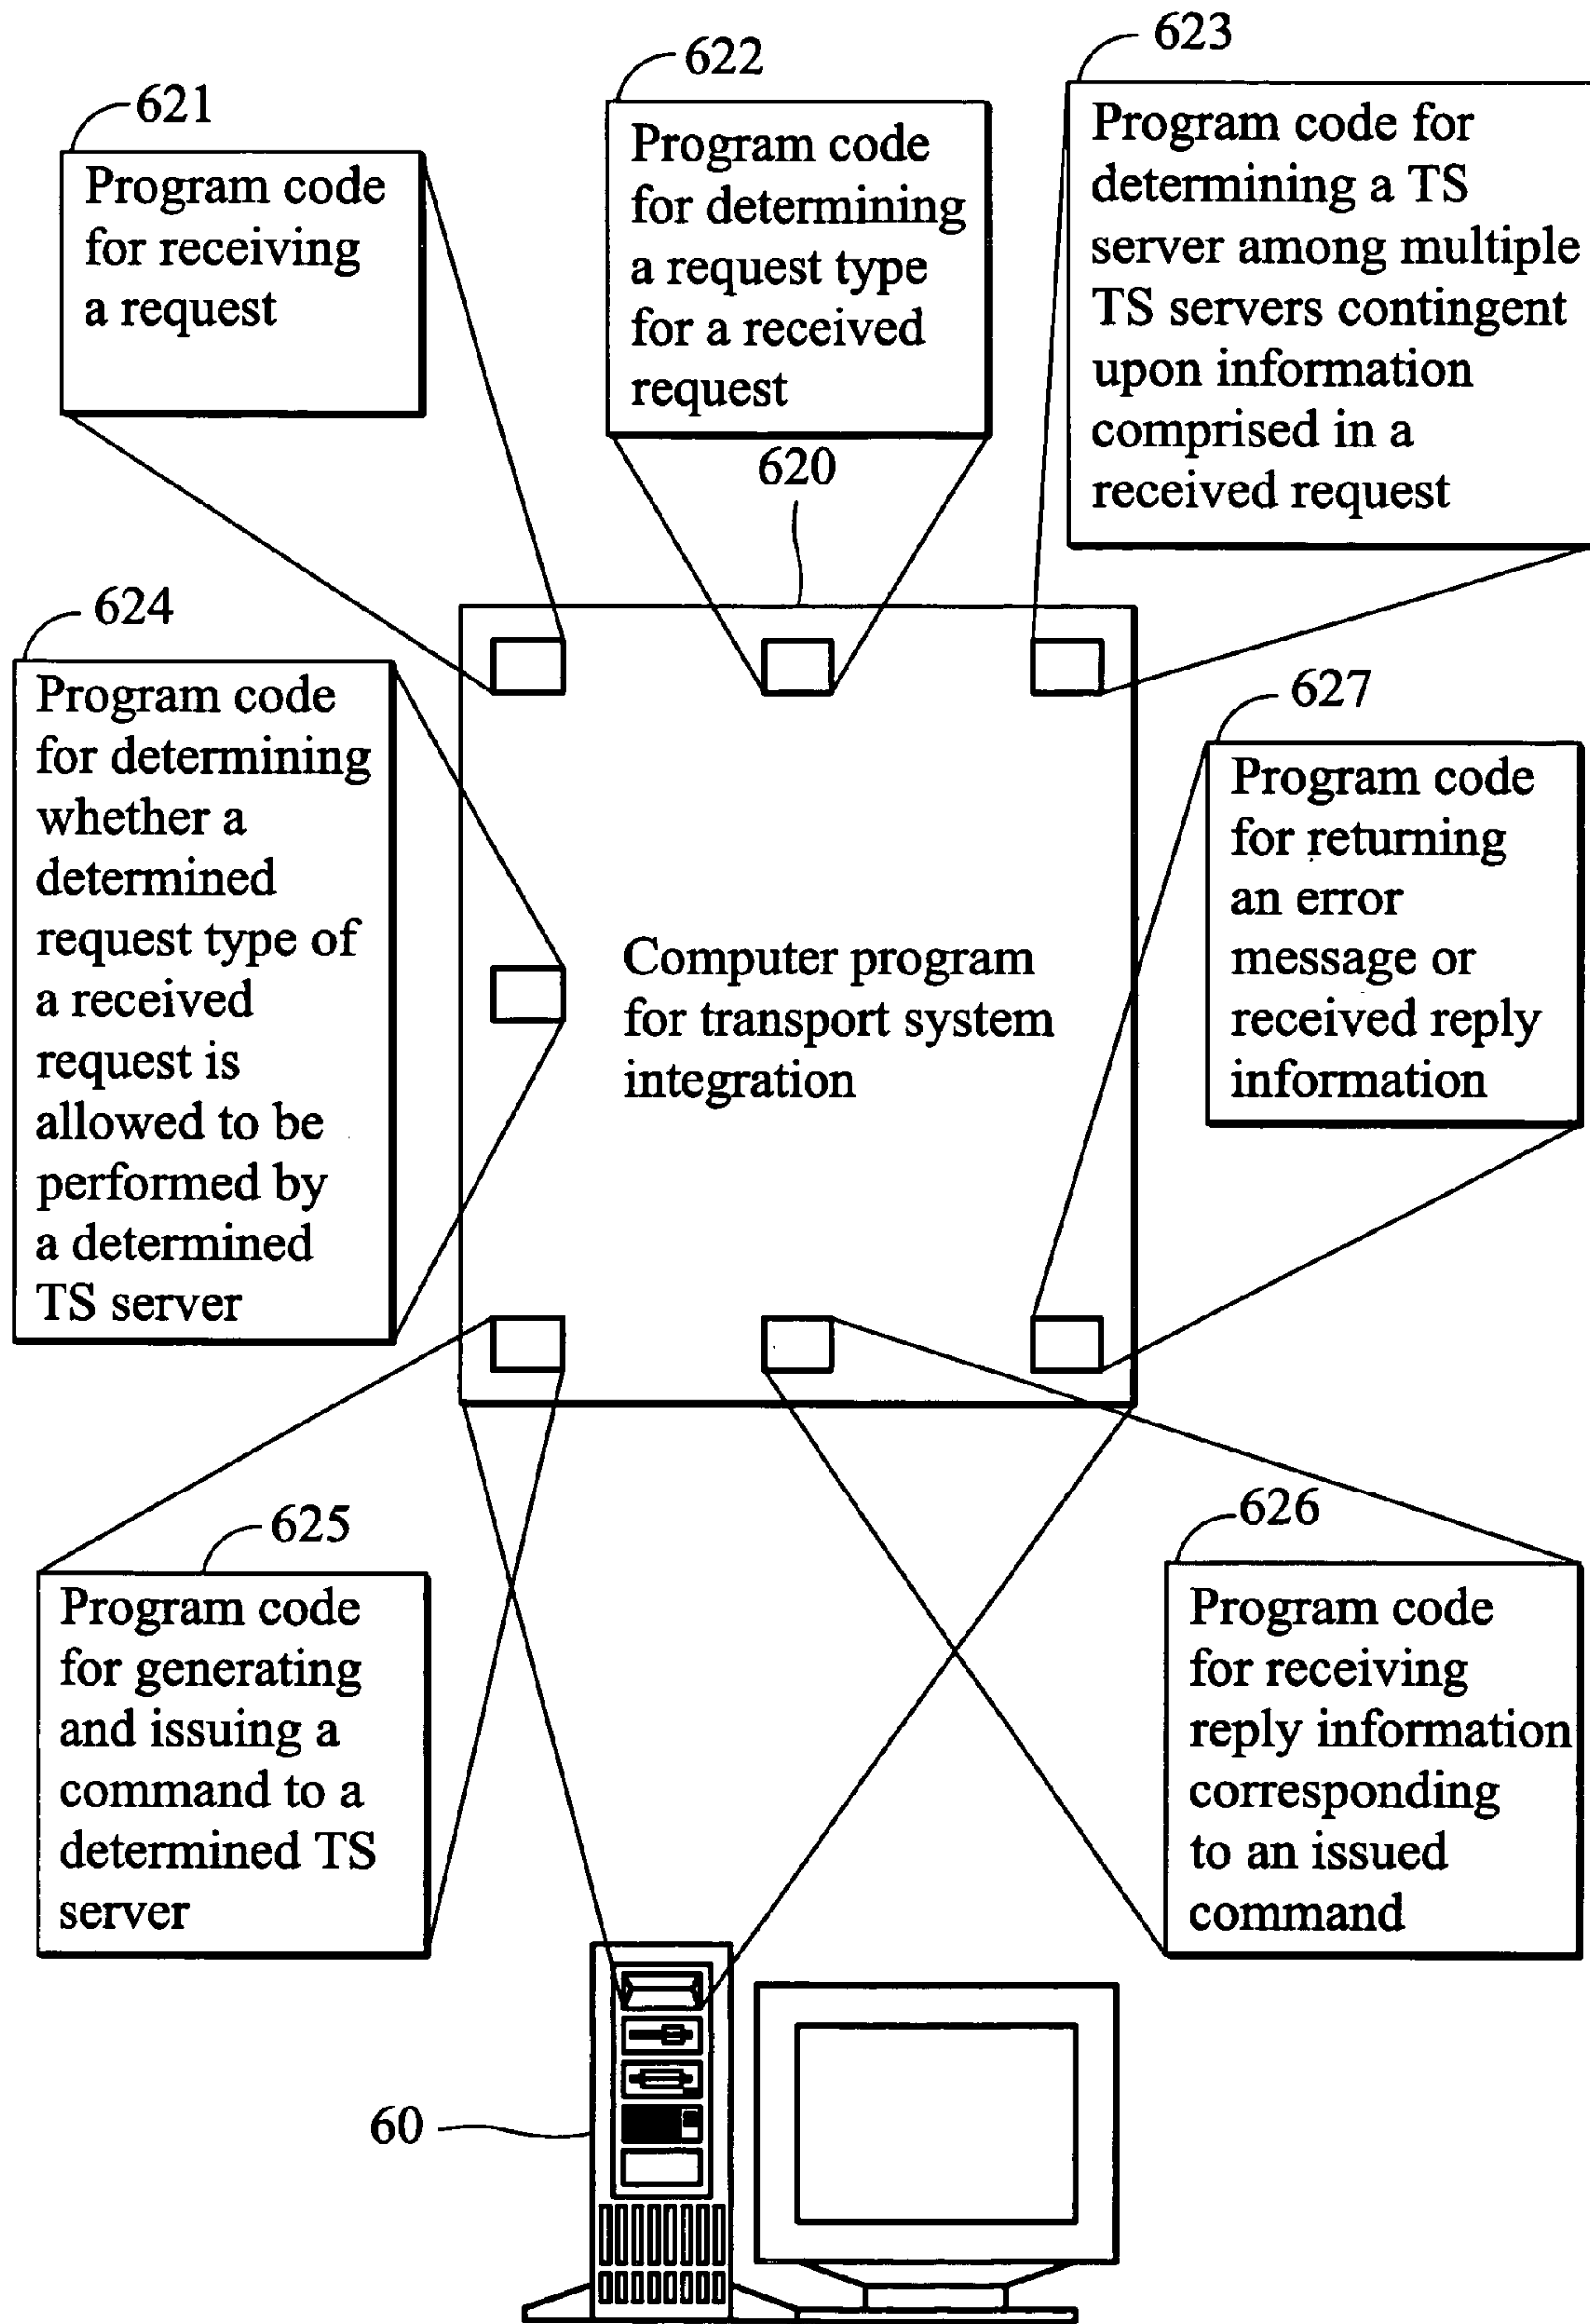 621
Program code
for receiving
a request
622
Program code
for determining
a request type
for a received
request
623
Program code for
determining a TS
server among multiple
TS servers contingent
upon information
comprised in a
received request
620
624
Program code
for determining
whether a
determined
request type of
a received
request is
allowed to be
performed by
a determined
TS server
Computer program
for transport system
integration
627
Program code
for returning
an error
message or
received reply
information
625
Program code
for generating
and issuing a
command to a
determined TS
server
626
Program code
for receiving
reply information
corresponding
to an issued
command
60